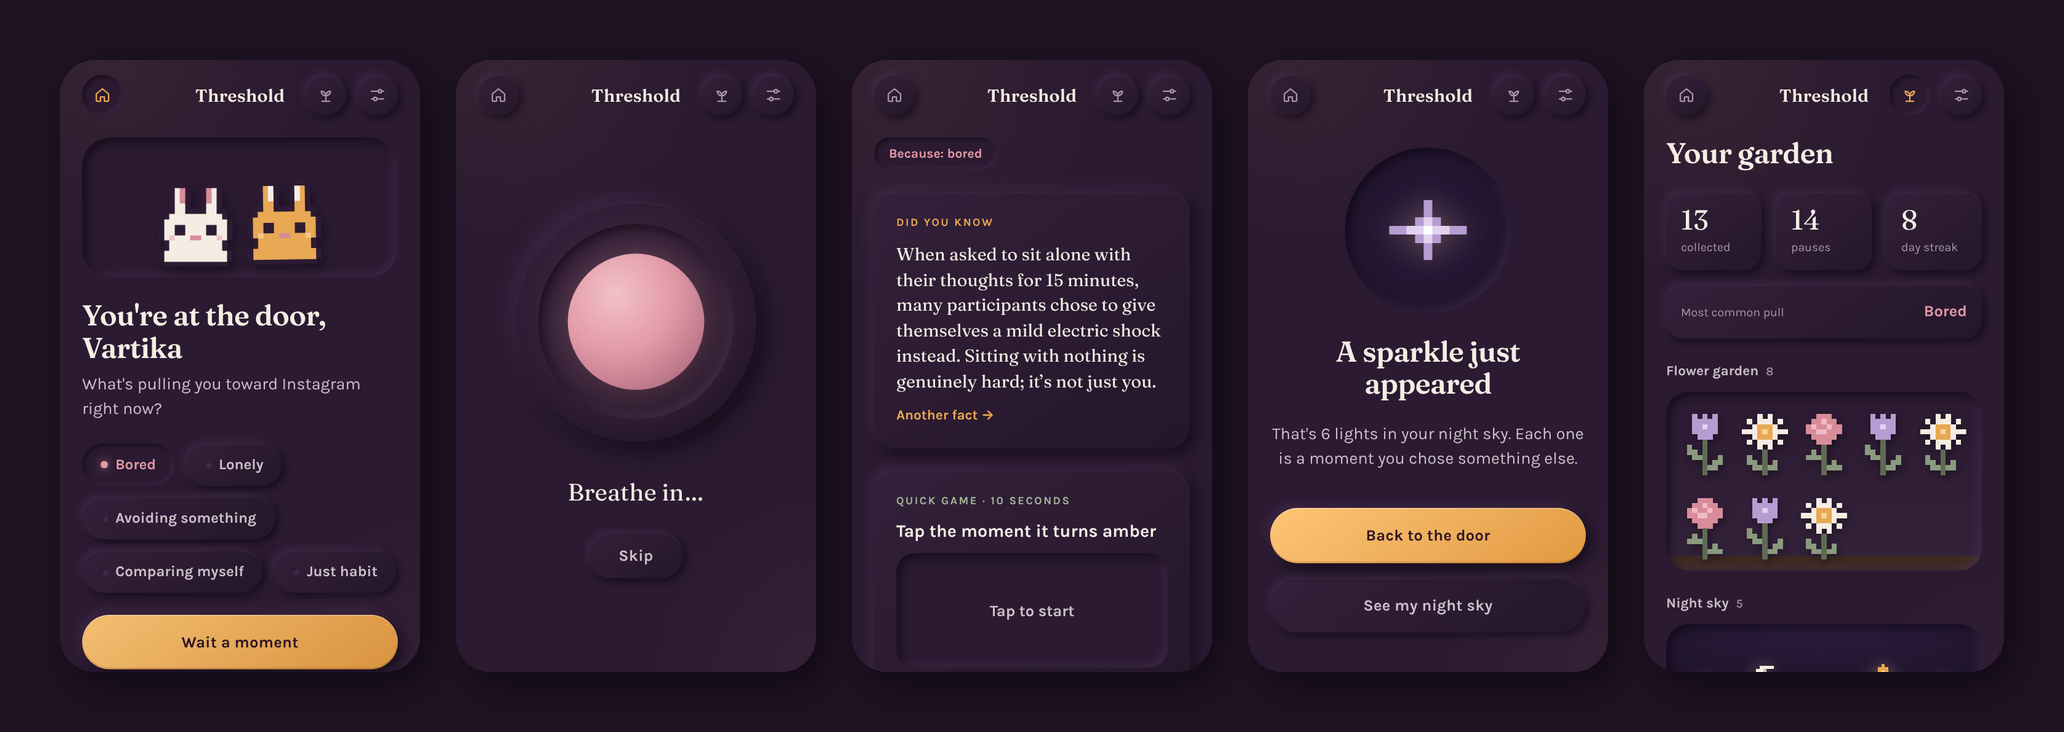 Threshold
You're at the door,
Vartika
What's pulling you toward Instagram
right now?
Bored
Lonely
Avoiding something
Comparing myself
Just habit
Wait a moment
Threshold
Breathe in...
Skip
Threshold
Because: bored
DID YOU KNOW
When asked to sit alone with
their thoughts for 15 minutes,
many participants chose to give
themselves a mild electric shock
instead. Sitting with nothing is
genuinely hard; it’s not just you.
Another fact →
QUICK GAME · 10 SECONDS
Tap the moment it turns amber
Tap to start
Threshold
A sparkle just
appeared
That's 6 lights in your night sky. Each one
is a moment you chose something else.
Back to the door
See my night sky
Threshold
Your garden
13
collected
14
pauses
8
day streak
Most common pull
Bored
Flower garden 8
Night sky 5